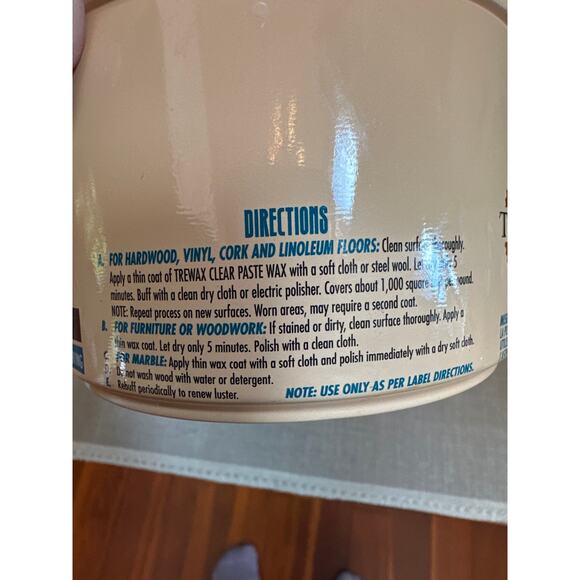 DIRECTIONS
A. FOR HARDWOOD, VINYL, CORK AND LINOLEUM FLOORS: Clean surface thoroughly.
Apply a thin coat of TREWAX CLEAR PASTE WAX with a soft cloth or steel wool. Let dry 5
minutes. Buff with a clean dry cloth or electric polisher. Covers about 1,000 square per pound.
NOTE: Repeat process on new surfaces. Worn areas, may require a second coat.
B. FOR FURNITURE OR WOODWORK: If stained or dirty, clean surface thoroughly. Apply a
thin wax coat. Let dry only 5 minutes. Polish with a clean cloth.
C. FOR MARBLE: Apply thin wax coat with a soft cloth and polish immediately with a dry soft cloth.
D. Do not wash wood with water or detergent.
E. Rebuff periodically to renew luster.
NOTE: USE ONLY AS PER LABEL DIRECTIONS.